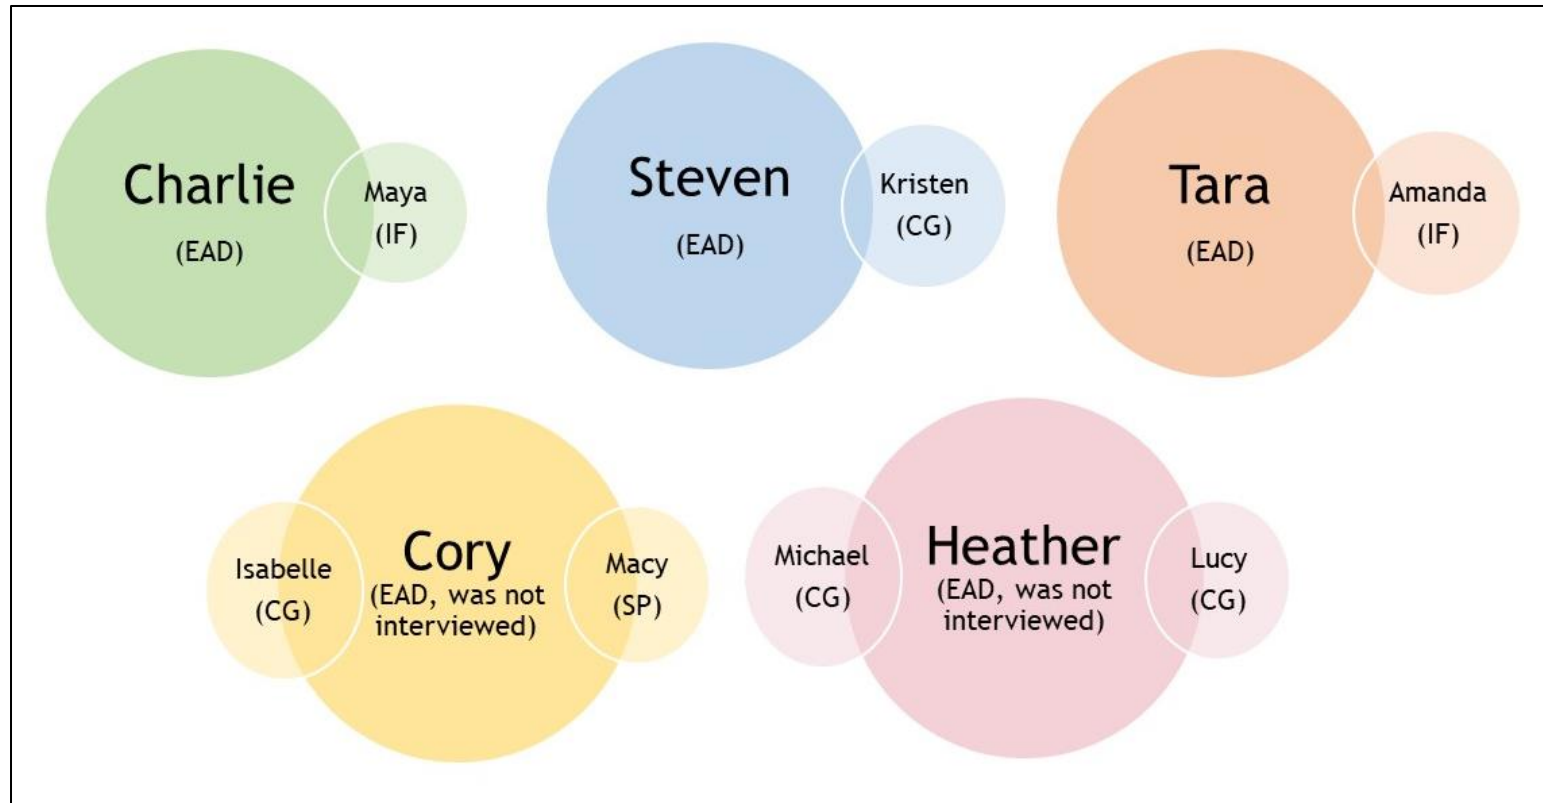 Charlie
(EAD)
Maya
(IF)
Steven
(EAD)
Kristen
(CG)
Tara
(EAD)
Amanda
(IF)
Isabelle
(CG)
Cory
(EAD, was not
interviewed)
Macy
(SP)
Michael
(CG)
Heather
(EAD, was not
interviewed)
Lucy
(CG)